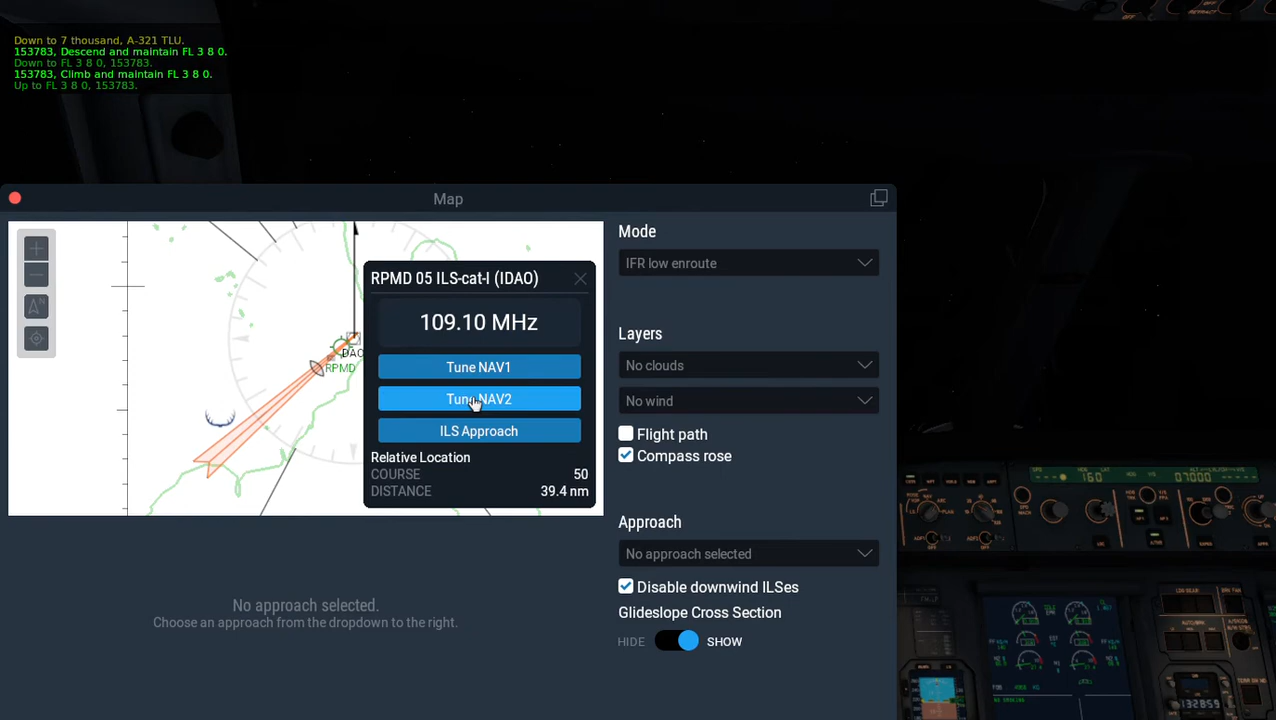 Down to 7 thousand, A-321 TLU.
153783, Descend and maintain FL 3 8 0.
Down to FL 3 8 0, 153783.
153783, Climb and maintain FL 3 8 0.
Up to FL 3 8 0, 153783.
Map
Mode
IFR low enroute
RPMD 05 ILS-cat-I (IDAO)
109.10 MHz
Tune NAV1
Tune NAV2
ILS Approach
Relative Location
COURSE 50
DISTANCE 39.4 nm
DAO
RPMD
Layers
No clouds
No wind
Flight path
Compass rose
Approach
No approach selected
Disable downwind ILSes
Glideslope Cross Section
HIDE SHOW
No approach selected.
Choose an approach from the dropdown to the right.
160
07000
132859